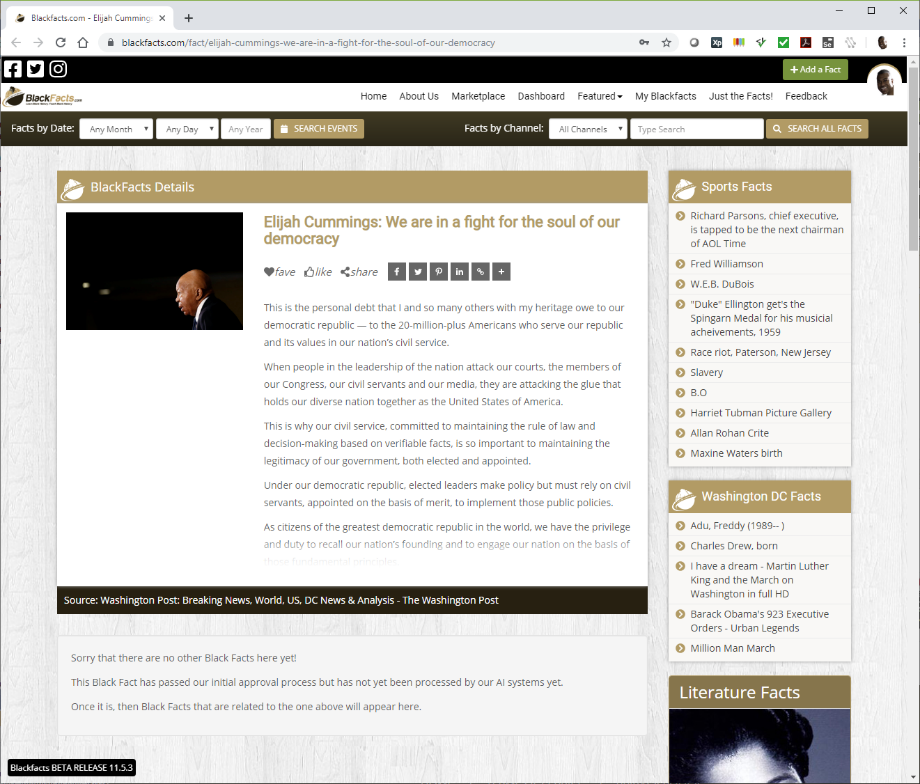 Blackfacts.com - Elijah Cumming
blackfacts.com/fact/elijah-cummings-we-are-in-a-fight-for-the-soul-of-our-democracy
+ Add a Fact
BlackFacts.com
Home About Us Marketplace Dashboard Featured My Blackfacts Just the Facts! Feedback
Facts by Date: Any Month Any Day Any Year SEARCH EVENTS Facts by Channel: All Channels Type Search SEARCH ALL FACTS
BlackFacts Details
Elijah Cummings: We are in a fight for the soul of our
democracy
fave like share
This is the personal debt that I and so many others with my heritage owe to our
democratic republic — to the 20-million-plus Americans who serve our republic
and its values in our nation's civil service.
When people in the leadership of the nation attack our courts, the members of
our Congress, our civil servants and our media, they are attacking the glue that
holds our diverse nation together as the United States of America.
This is why our civil service, committed to maintaining the rule of law and
decision-making based on verifiable facts, is so important to maintaining the
legitimacy of our government, both elected and appointed.
Under our democratic republic, elected leaders make policy but must rely on civil
servants, appointed on the basis of merit, to implement those public policies.
As citizens of the greatest democratic republic in the world, we have the privilege
and duty to recall our nation's founding and to engage our nation on the basis of
those fundamental principles.
Source: Washington Post: Breaking News, World, US, DC News & Analysis - The Washington Post
Sorry that there are no other Black Facts here yet!
This Black Fact has passed our initial approval process but has not yet been processed by our AI systems yet.
Once it is, then Black Facts that are related to the one above will appear here.
Sports Facts
Richard Parsons, chief executive,
is tapped to be the next chairman
of AOL Time
Fred Williamson
W.E.B. DuBois
"Duke" Ellington get's the
Spingarn Medal for his musicial
acheivements, 1959
Race riot, Paterson, New Jersey
Slavery
B.O
Harriet Tubman Picture Gallery
Allan Rohan Crite
Maxine Waters birth
Washington DC Facts
Adu, Freddy (1989-- )
Charles Drew, born
I have a dream - Martin Luther
King and the March on
Washington in full HD
Barack Obama's 923 Executive
Orders - Urban Legends
Million Man March
Literature Facts
Blackfacts BETA RELEASE 11.5.3